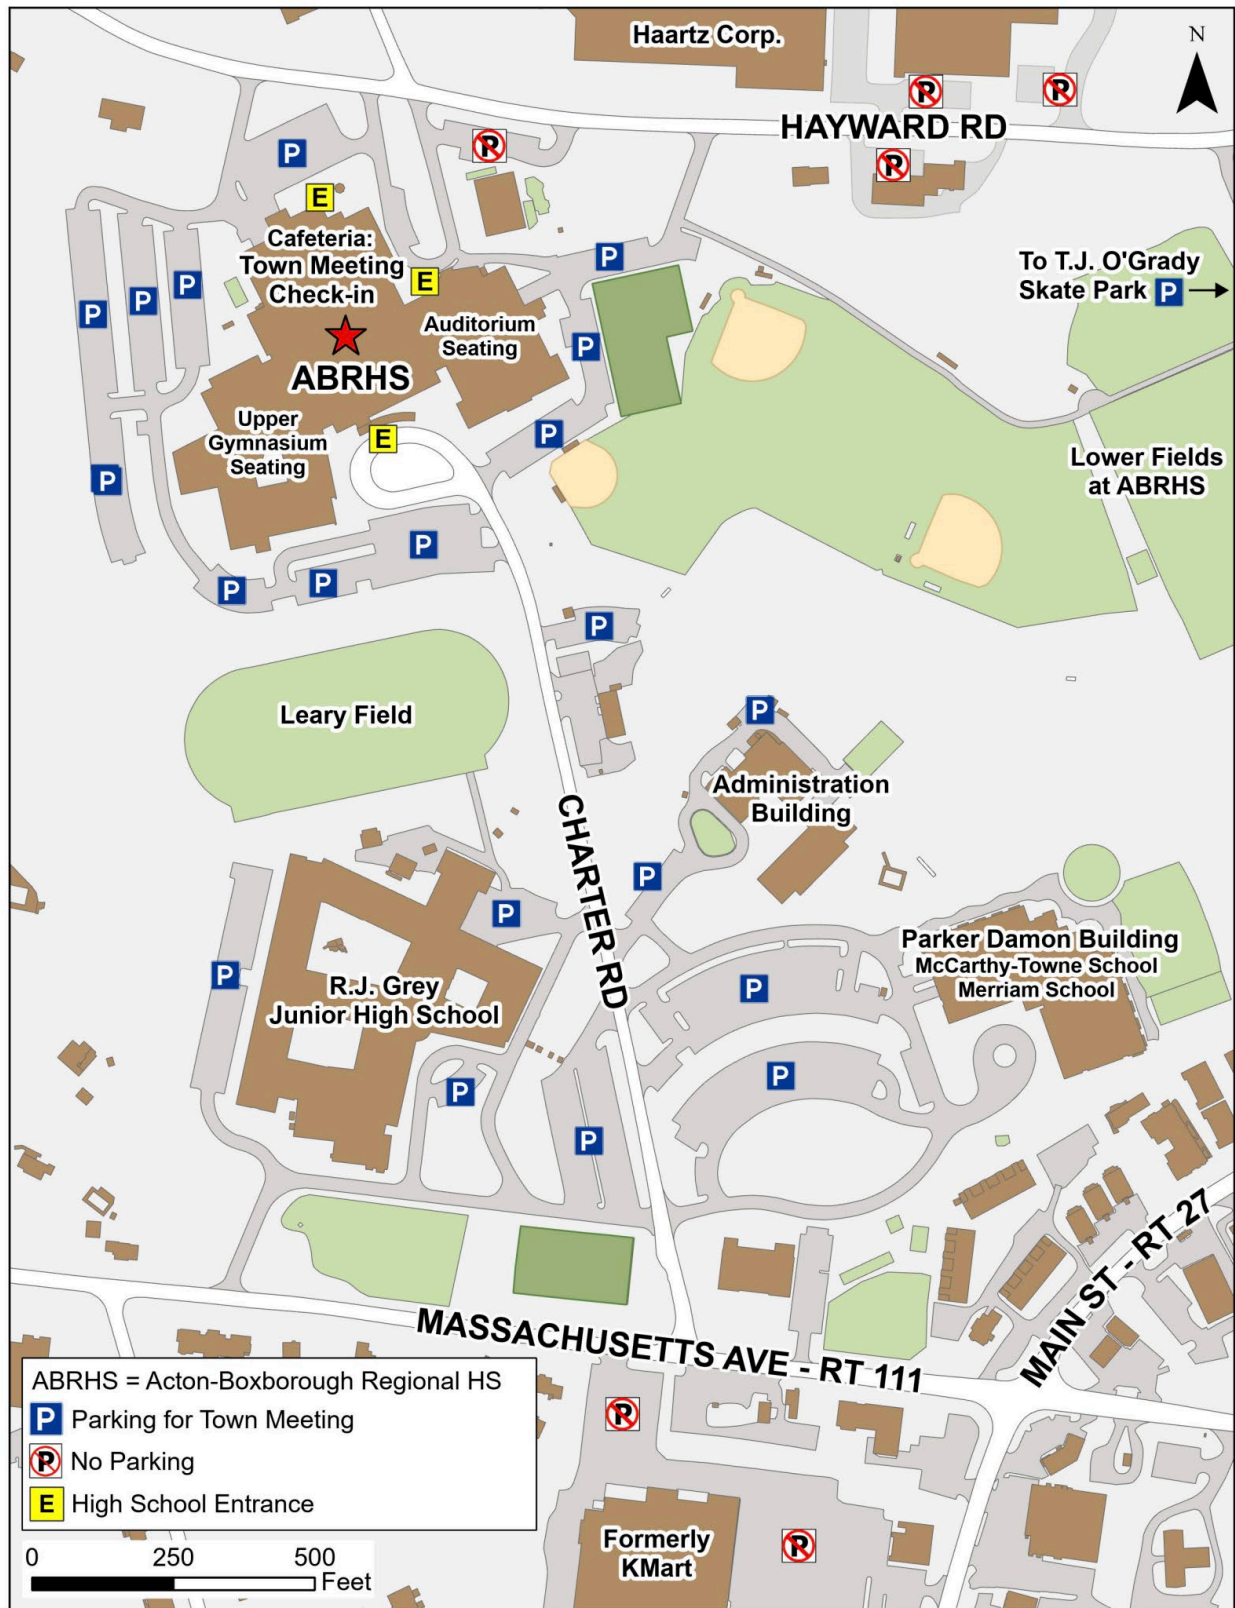 Haartz Corp.
N
HAYWARD RD
P
P
P
P
P
E
Cafeteria:
Town Meeting
Check-in
E
P
P
P
P
To T.J. O'Grady
Skate Park P
Auditorium
Seating
P
ABRHS
Upper
Gymnasium
Seating
E
P
P
Lower Fields
at ABRHS
P
P
P
P
Leary Field
P
Administration
Building
CHARTER RD
P
P
Parker Damon Building
McCarthy-Towne School
Merriam School
P
R.J. Grey
Junior High School
P
P
P
P
MAIN ST - RT 27
MASSACHUSETTS AVE - RT 111
P
Formerly
KMart
P
ABRHS = Acton-Boxborough Regional HS
P Parking for Town Meeting
P No Parking
E High School Entrance
0 250 500
Feet